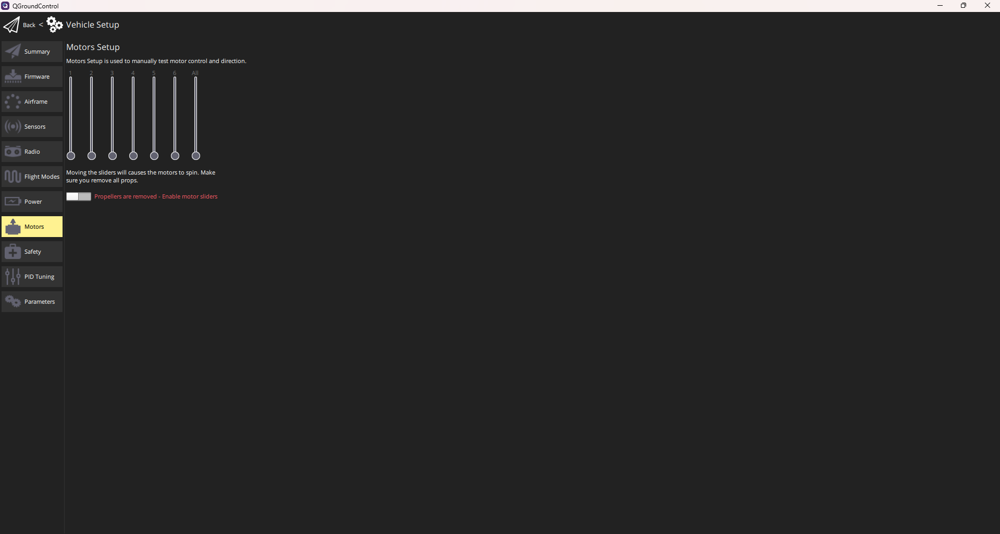 QGroundControl
Back < Vehicle Setup
Summary
Firmware
Airframe
Sensors
Radio
Flight Modes
Power
Motors
Safety
PID Tuning
Parameters
Motors Setup
Motors Setup is used to manually test motor control and direction.
1 2 3 4 5 6 All
Moving the sliders will causes the motors to spin. Make
sure you remove all props.
Propellers are removed - Enable motor sliders